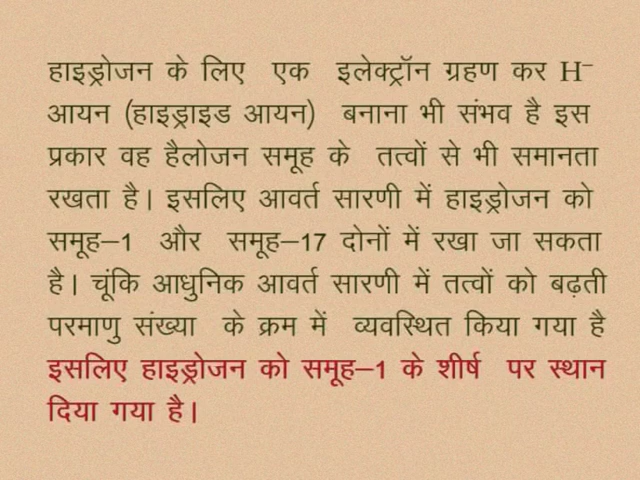 हाइड्रोजन के लिए एक इलेक्ट्रॉन ग्रहण कर H⁻
आयन (हाइड्राइड आयन) बनाना भी संभव है इस
प्रकार वह हैलोजन समूह के तत्वों से भी समानता
रखता है। इसलिए आवर्त सारणी में हाइड्रोजन को
समूह–1 और समूह–17 दोनों में रखा जा सकता
है। चूंकि आधुनिक आवर्त सारणी में तत्वों को बढ़ती
परमाणु संख्या के क्रम में व्यवस्थित किया गया है
इसलिए हाइड्रोजन को समूह–1 के शीर्ष पर स्थान
दिया गया है।